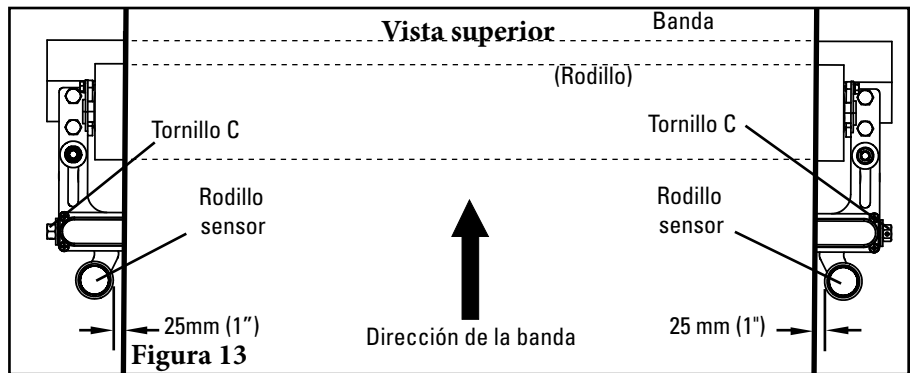 Vista superior
Banda
(Rodillo)
Tornillo C
Tornillo C
Rodillo
sensor
Rodillo
sensor
25mm (1”)
Dirección de la banda
25 mm (1")
Figura 13